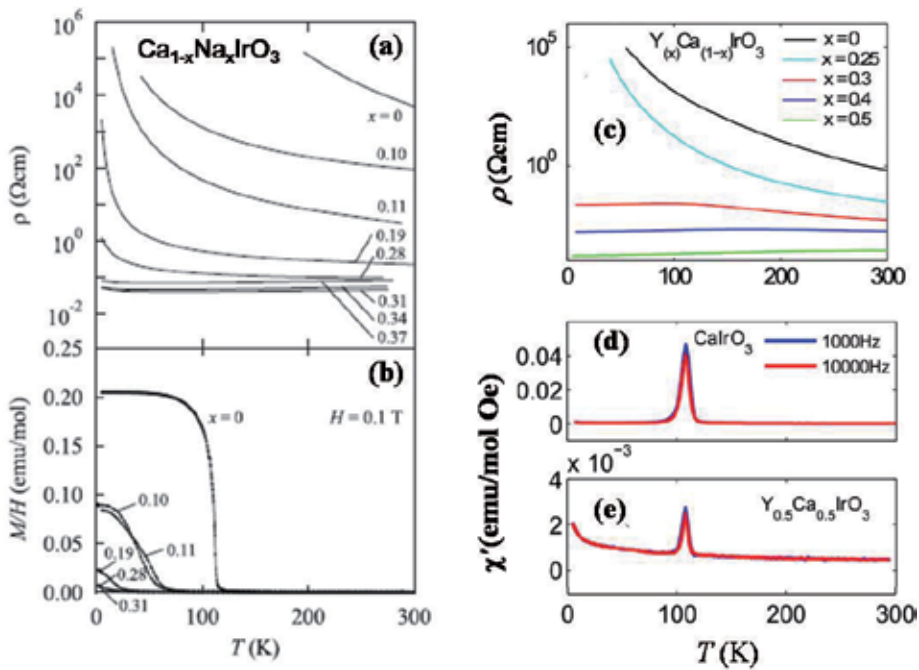 (a)
Ca1-xNaxIrO3
10^6
10^4
10^2
10^0
10^-2
ρ (Ωcm)
x = 0
0.10
0.11
0.19
0.28
0.31
0.34
0.37
0.25
0.20
0.15
0.10
0.05
0.00
M/H (emu/mol)
(b)
x = 0
H = 0.1 T
0.10
0.11
0.19
0.28
0.31
0 100 200 300
T (K)
Y(x)Ca(1-x)IrO3
x=0
x=0.25
x=0.3
x=0.4
x=0.5
10^5
10^0
ρ (Ωcm)
(c)
0 100 200 300
(d)
CaIrO3
1000Hz
10000Hz
0.04
0.02
0
x 10^-3
4
2
0
χ'(emu/mol Oe)
(e)
Y0.5Ca0.5IrO3
0 100 200 300
T (K)